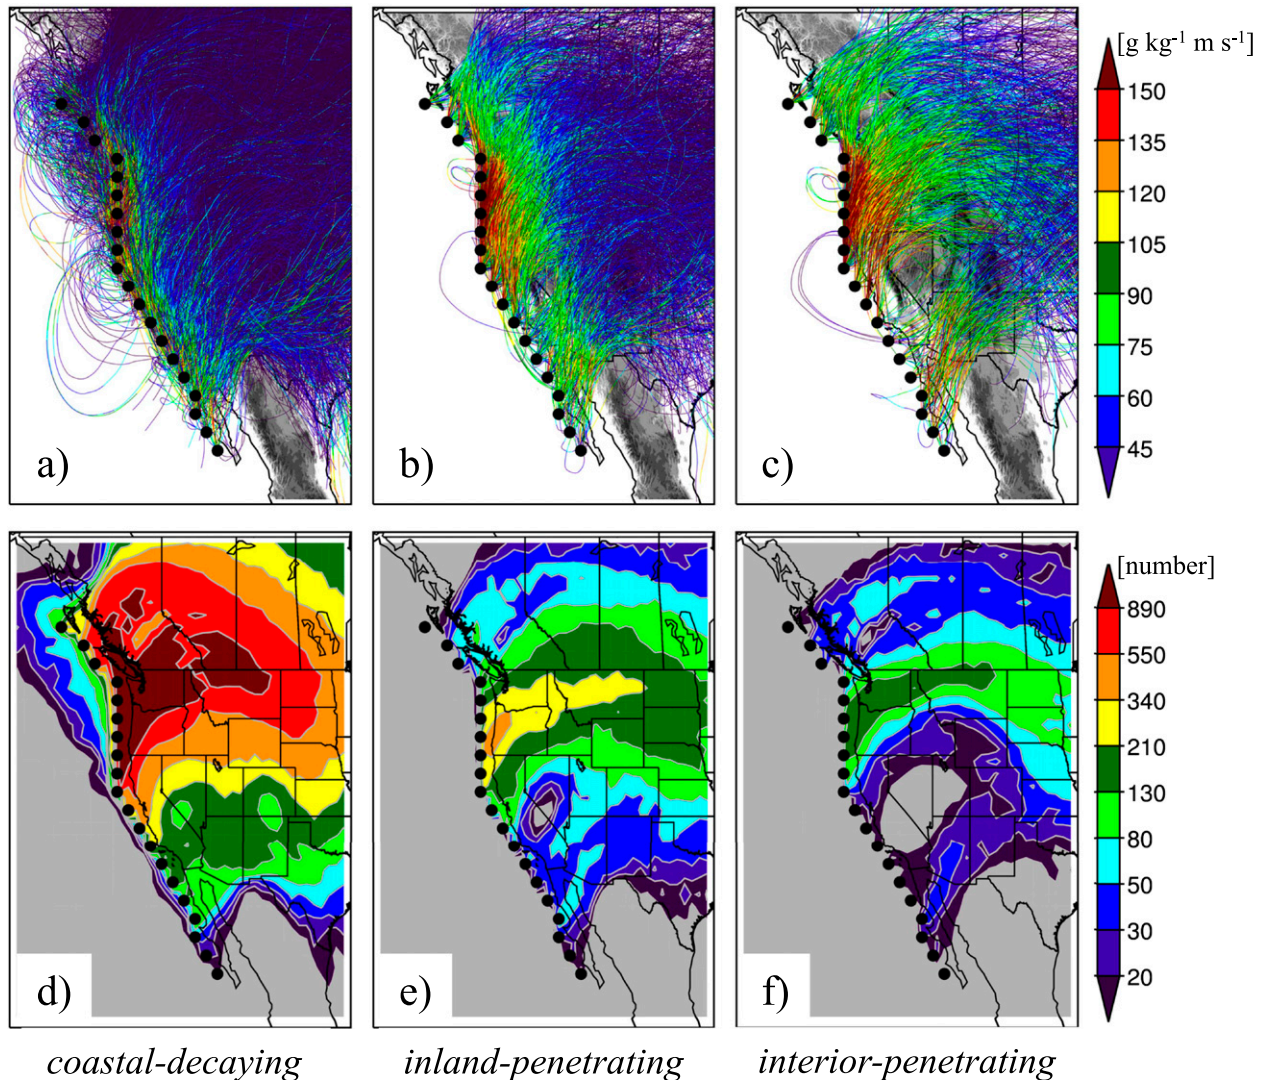 [g kg-1 m s-1]
150
135
120
105
90
75
60
45
a)
b)
c)
[number]
890
550
340
210
130
80
50
30
20
d)
e)
f)
coastal-decaying
inland-penetrating
interior-penetrating